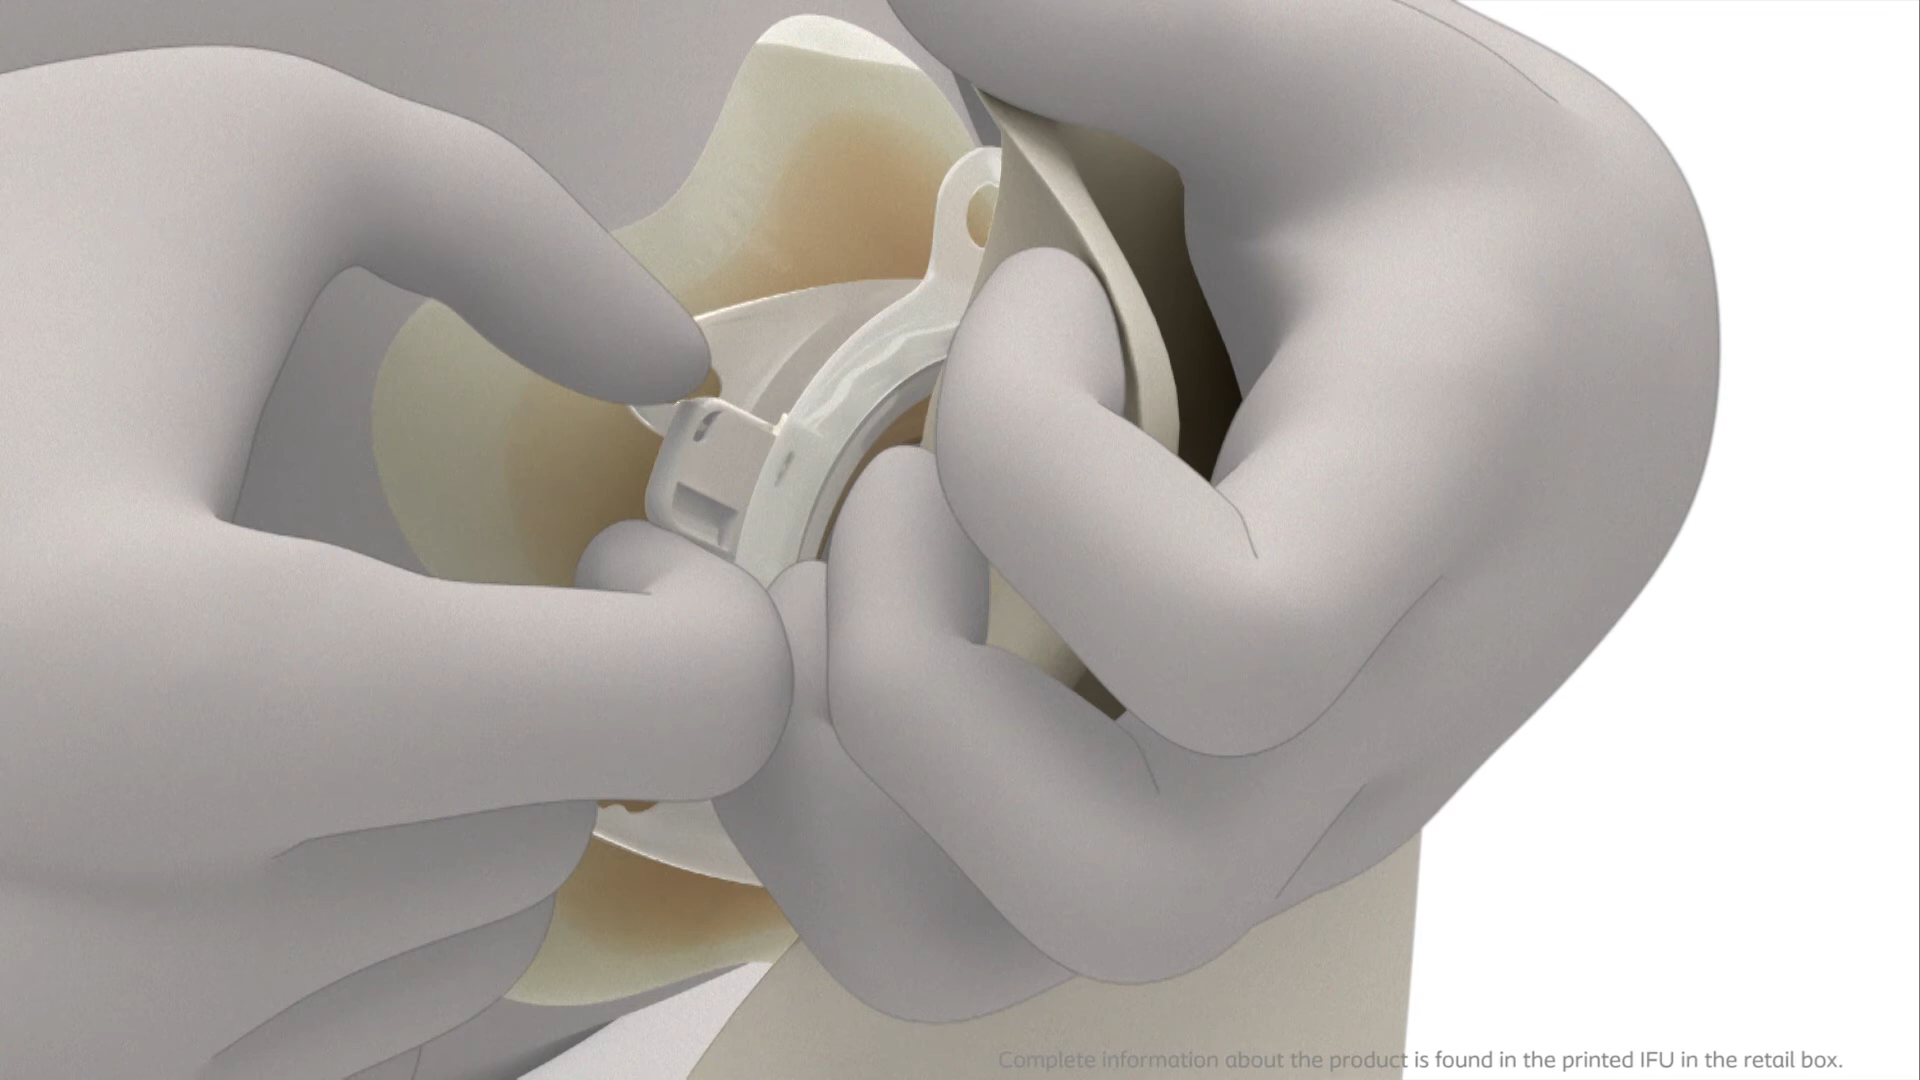 Complete information about the product is found in the printed IFU in the retail box.